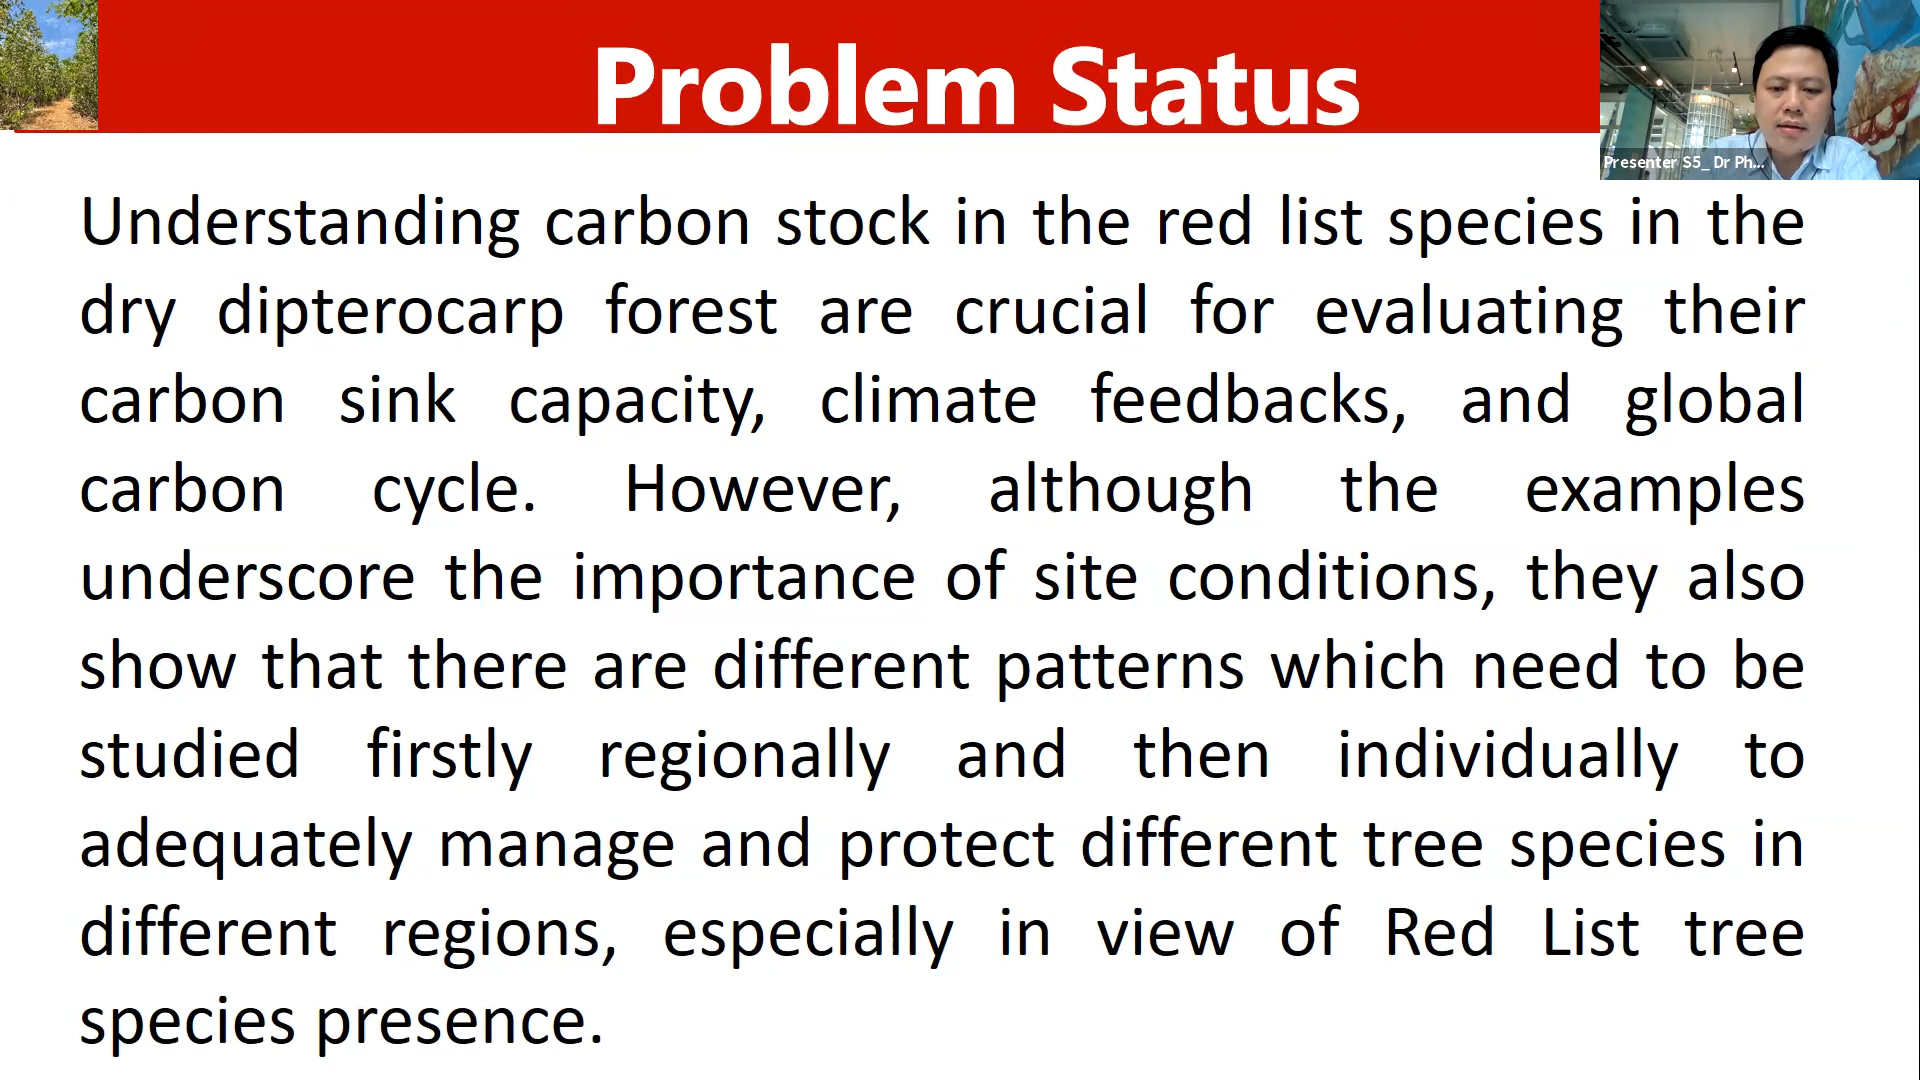 Problem Status
Presenter S5_ Dr Ph...
Understanding carbon stock in the red list species in the
dry dipterocarp forest are crucial for evaluating their
carbon sink capacity, climate feedbacks, and global
carbon cycle. However, although the examples
underscore the importance of site conditions, they also
show that there are different patterns which need to be
studied firstly regionally and then individually to
adequately manage and protect different tree species in
different regions, especially in view of Red List tree
species presence.